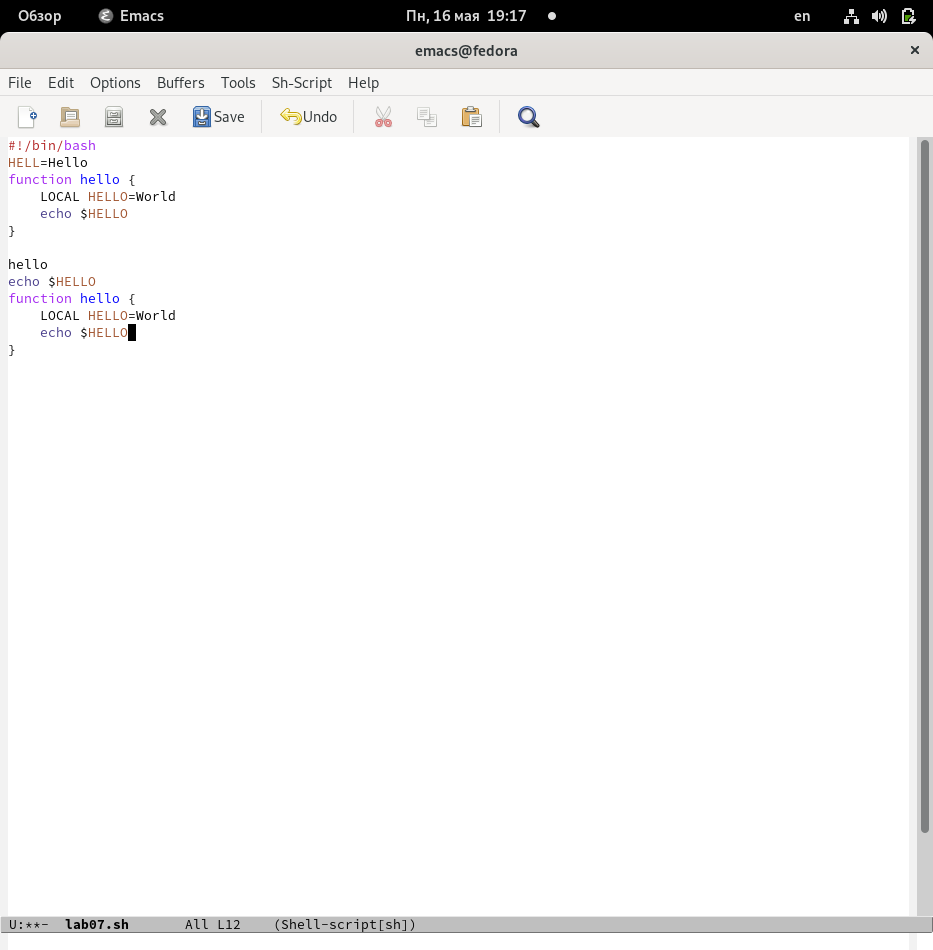 Обзор Emacs Пн, 16 мая 19:17 en
emacs@fedora
File Edit Options Buffers Tools Sh-Script Help
Save Undo
#!/bin/bash
HELL=Hello
function hello {
    LOCAL HELLO=World
    echo $HELLO
}

hello
echo $HELLO
function hello {
    LOCAL HELLO=World
    echo $HELLO
}
U:**- lab07.sh All L12 (Shell-script[sh])